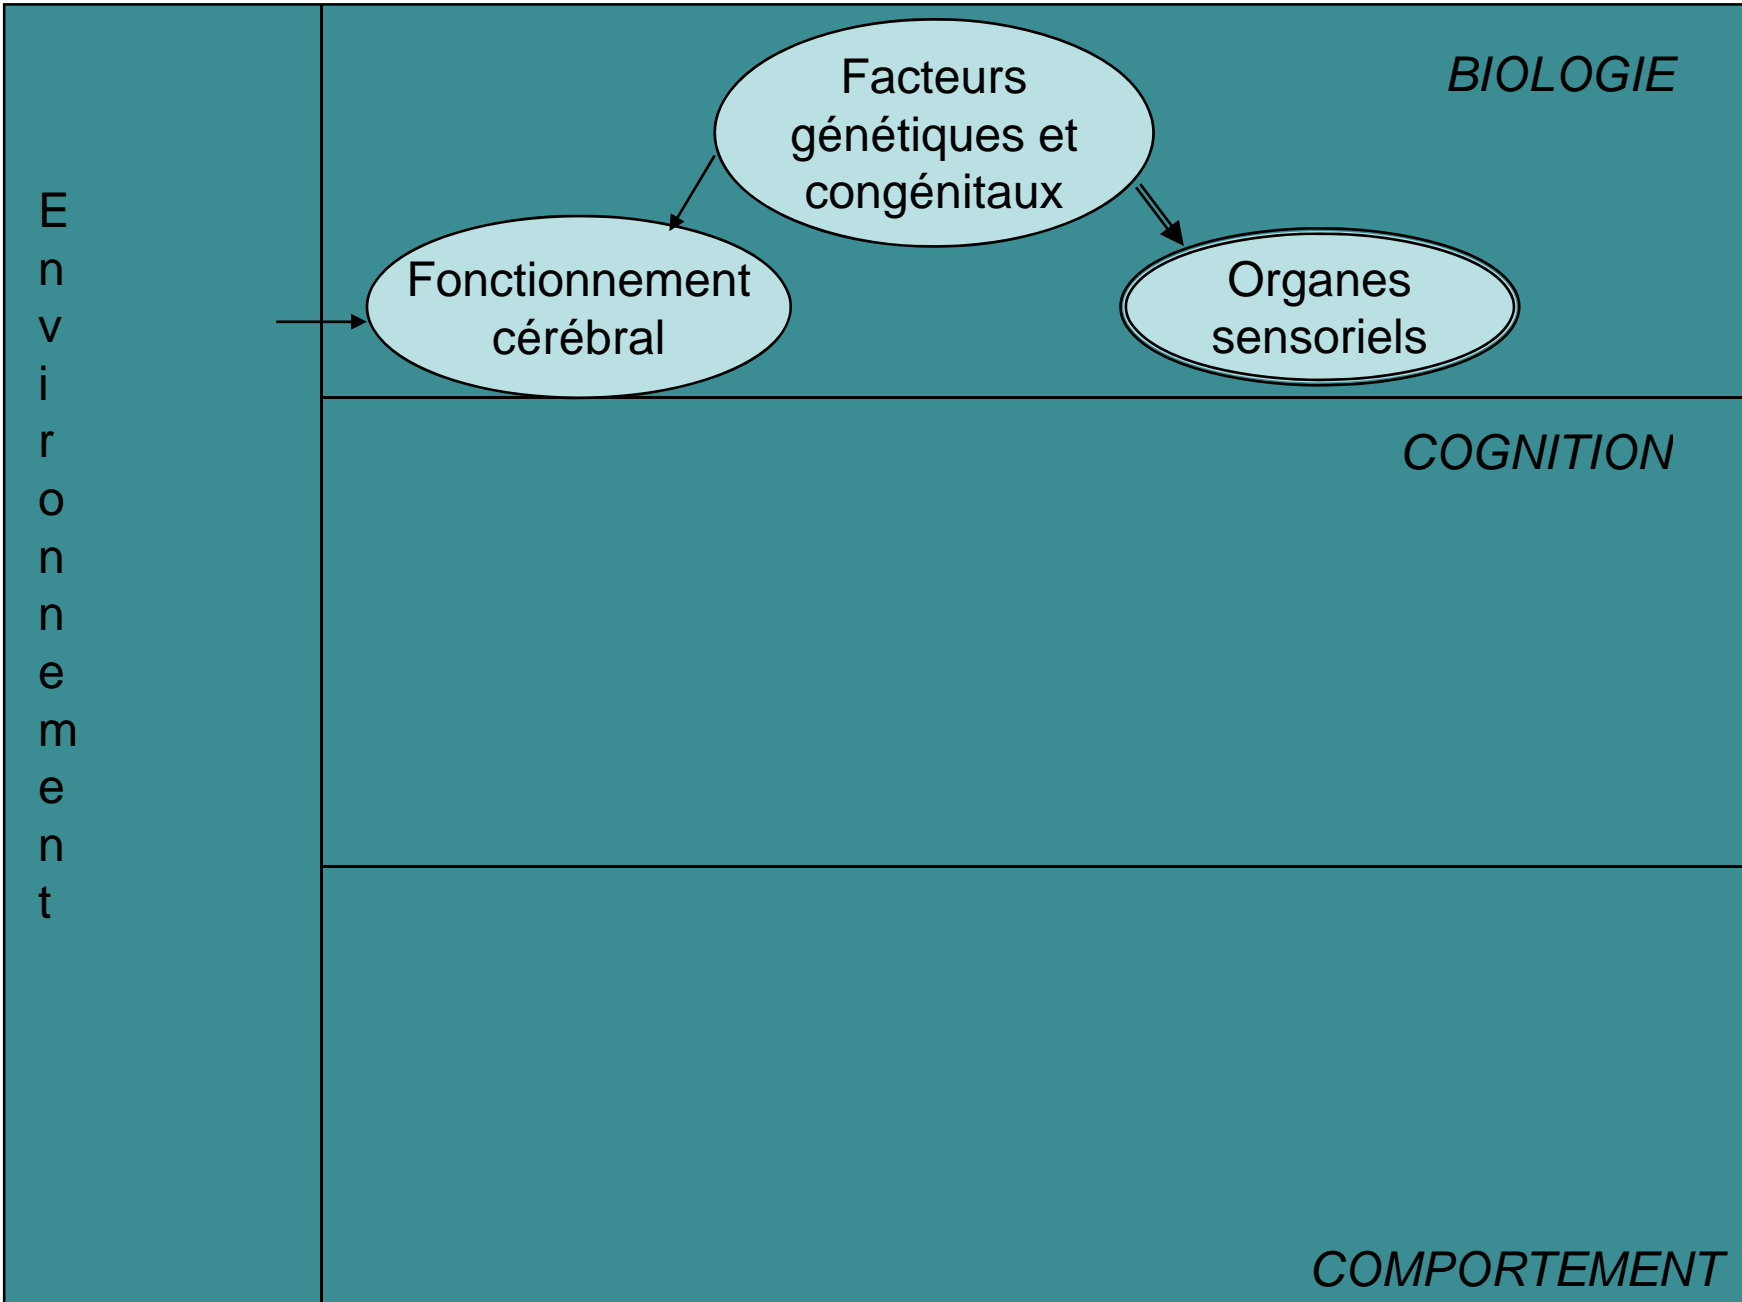 E
n
v
i
r
o
n
n
e
m
e
n
t
BIOLOGIE
Facteurs
génétiques et
congénitaux
Fonctionnement
cérébral
Organes
sensoriels
COGNITION
COMPORTEMENT